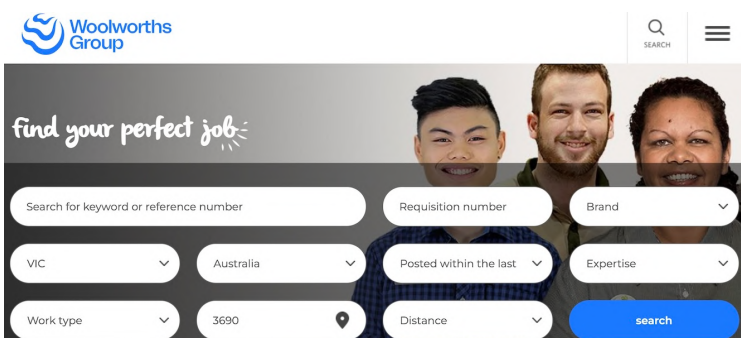 Woolworths
Group
SEARCH
find your perfect job
Search for keyword or reference number
Requisition number
Brand
VIC
Australia
Posted within the last
Expertise
Work type
3690
Distance
search